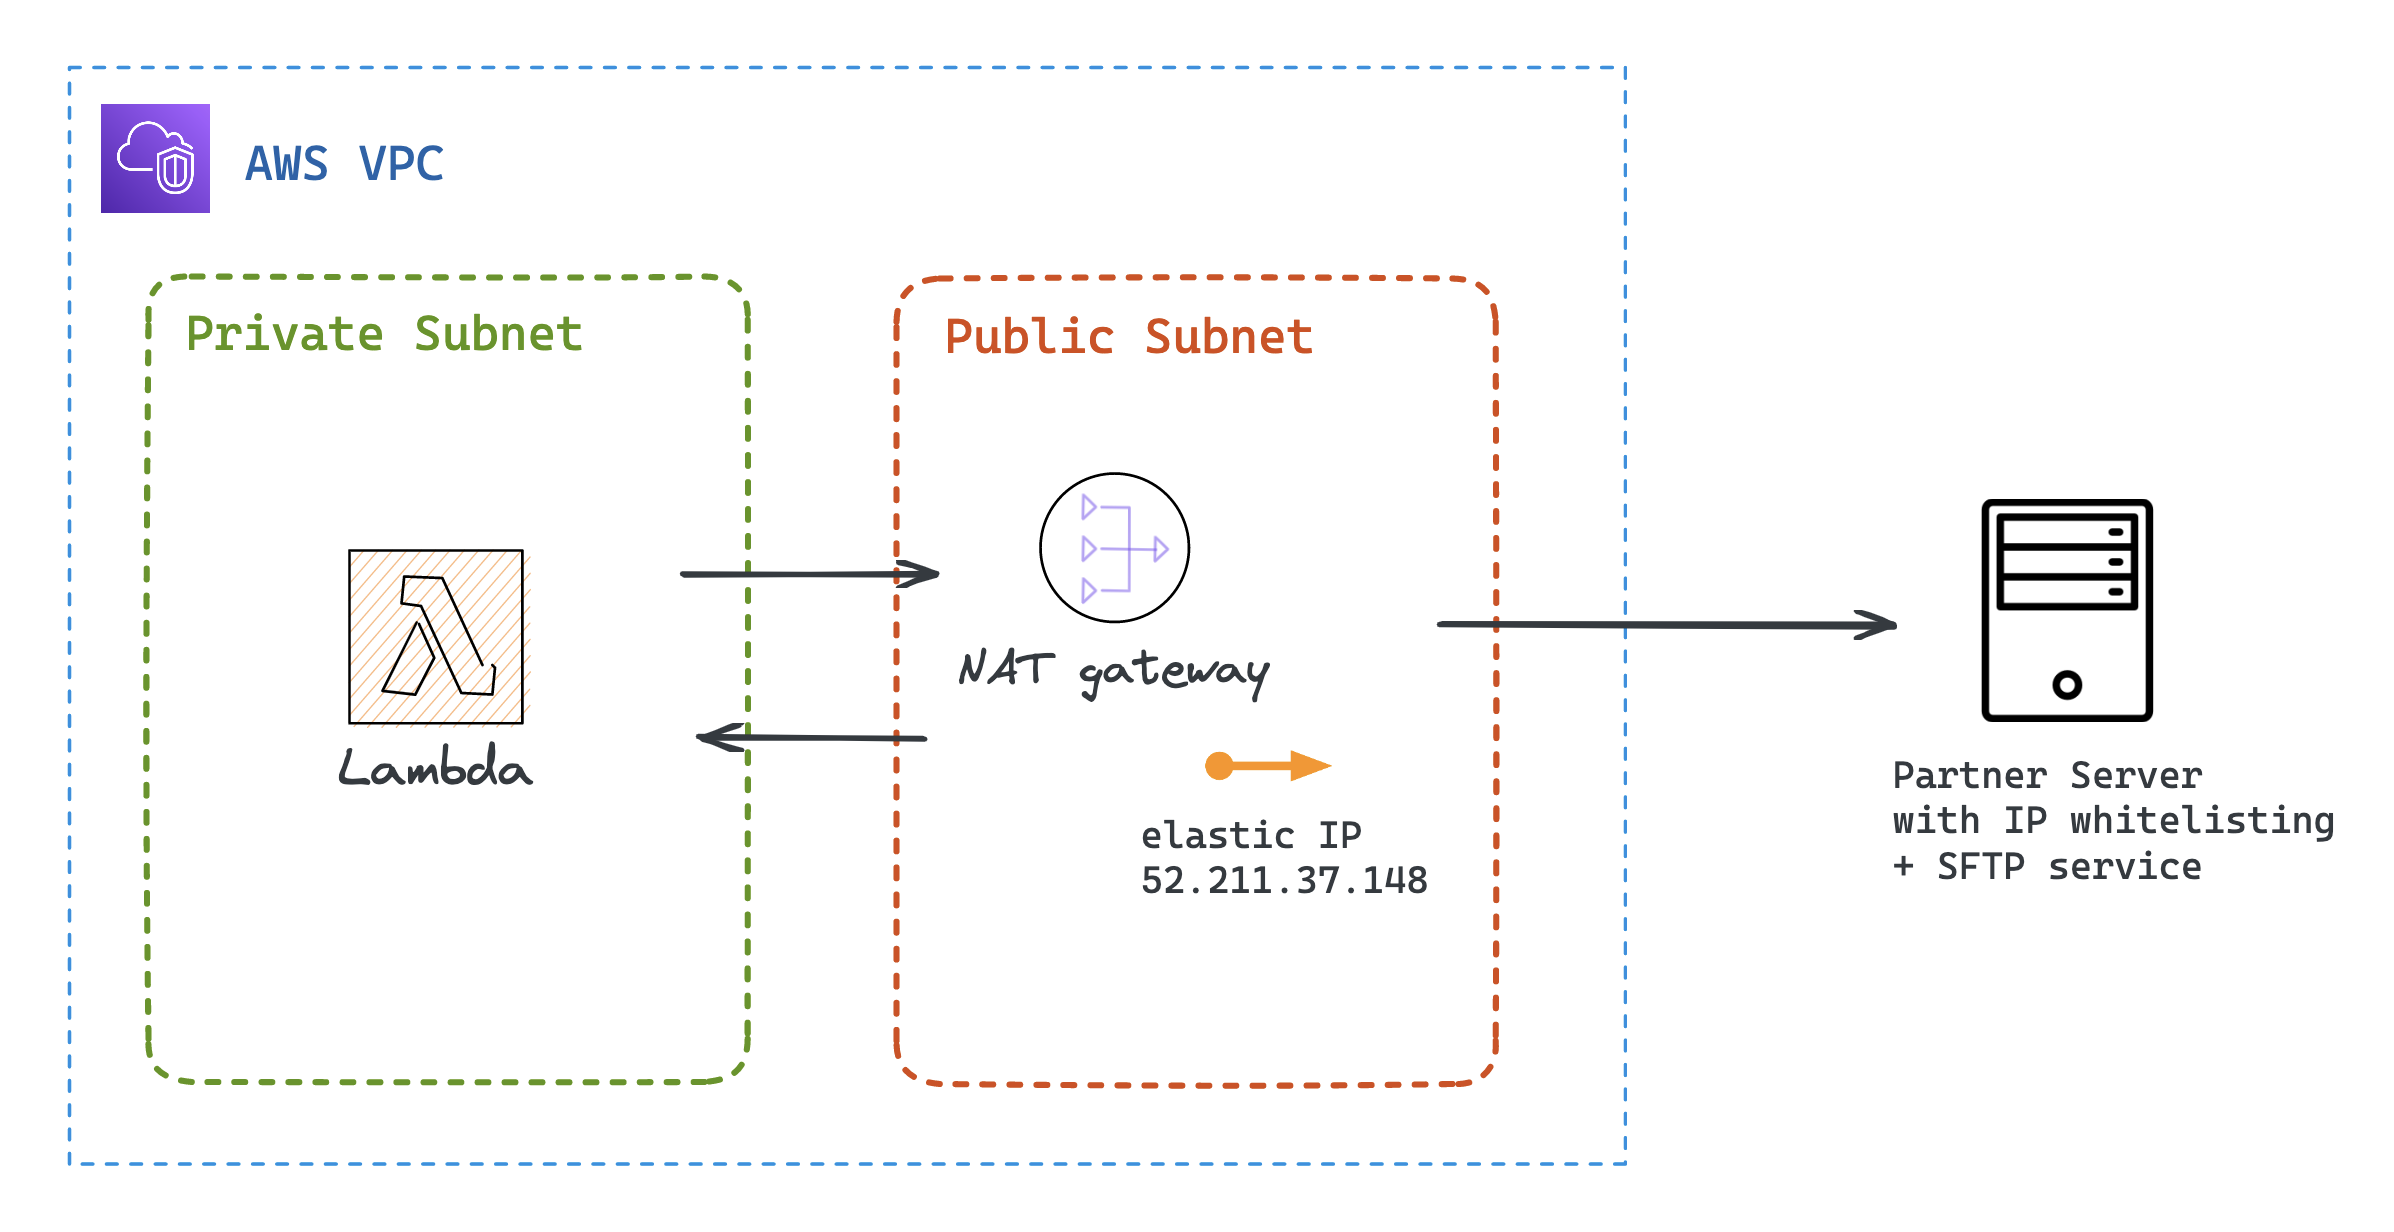 AWS VPC
Private Subnet
Public Subnet
NAT gateway
Lambda
elastic IP
52.211.37.148
Partner Server
with IP whitelisting
+ SFTP service